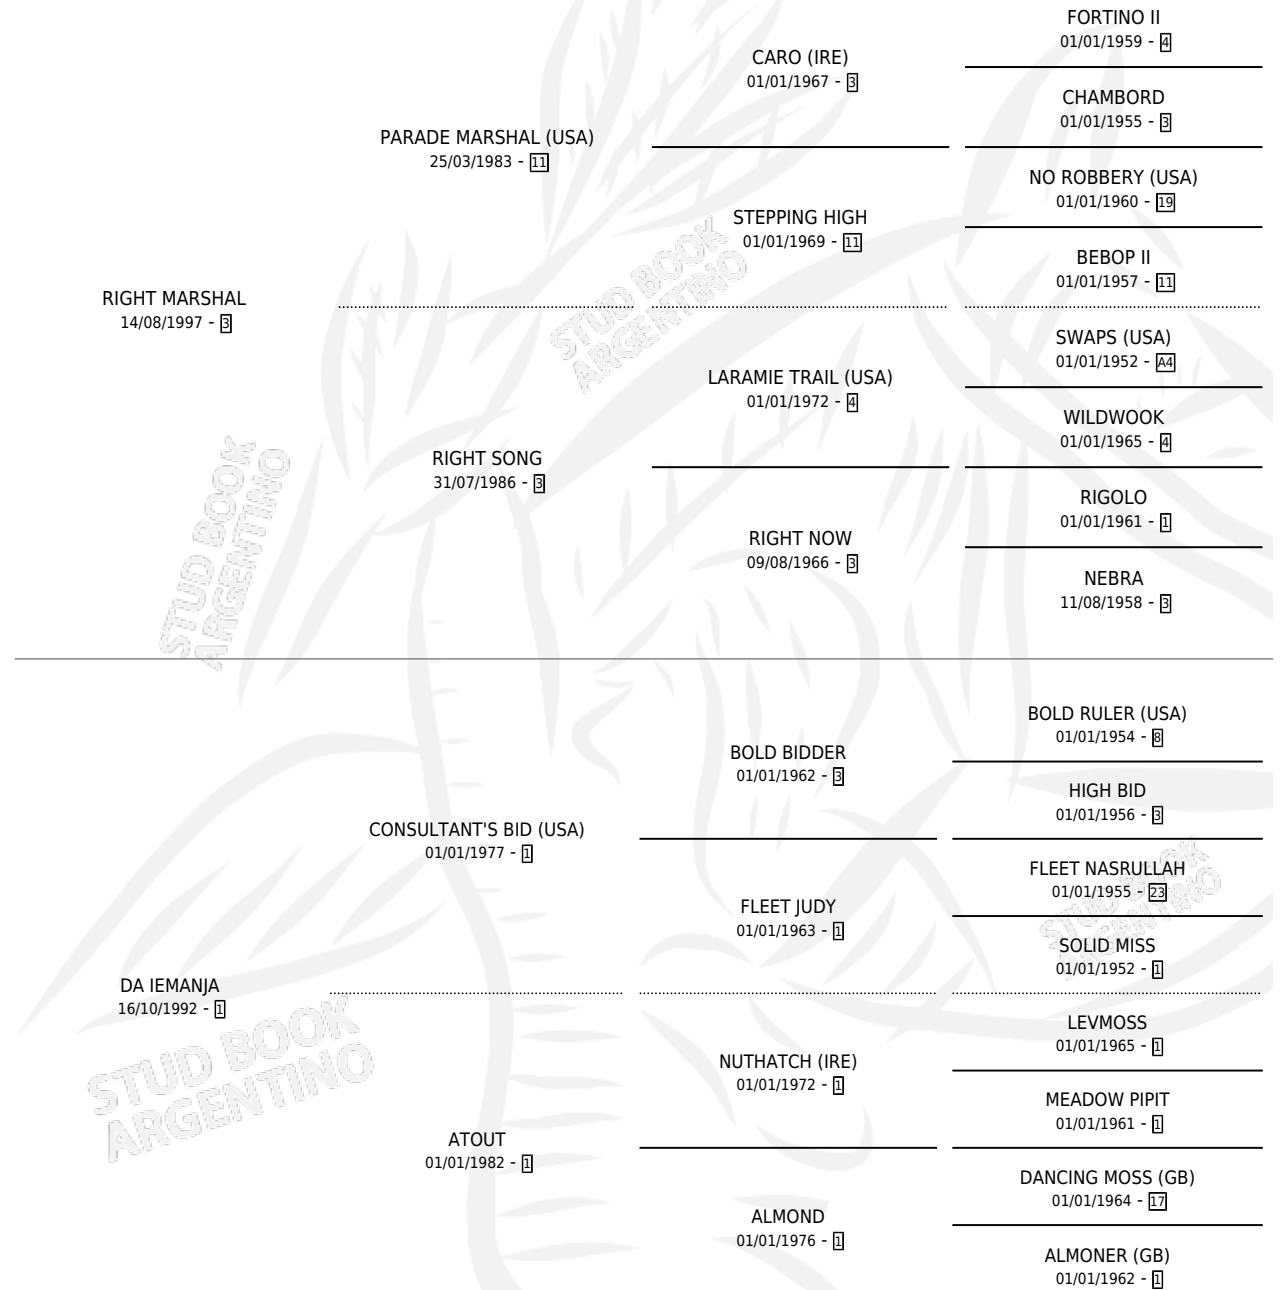 FORTINO II
01/01/1959 - 4
CARO (IRE)
01/01/1967 - 3
CHAMBORD
01/01/1955 - 3
PARADE MARSHAL (USA)
25/03/1983 - 11
NO ROBBERY (USA)
01/01/1960 - 19
STEPPING HIGH
01/01/1969 - 11
BEBOP II
01/01/1957 - 11
RIGHT MARSHAL
14/08/1997 - 3
STUD BOOK
ARGENTINO
SWAPS (USA)
01/01/1952 - A4
LARAMIE TRAIL (USA)
01/01/1972 - 4
WILDWOOK
01/01/1965 - 4
RIGHT SONG
31/07/1986 - 3
RIGOLO
01/01/1961 - 1
RIGHT NOW
09/08/1966 - 3
NEBRA
11/08/1958 - 3
STUD BOOK
ARGENTINO
BOLD RULER (USA)
01/01/1954 - 8
BOLD BIDDER
01/01/1962 - 3
HIGH BID
01/01/1956 - 3
CONSULTANT'S BID (USA)
01/01/1977 - 1
FLEET NASRULLAH
01/01/1955 - 23
FLEET JUDY
01/01/1963 - 1
STUD BOOK
ARGENTINO
SOLID MISS
01/01/1952 - 1
DA IEMANJA
16/10/1992 - 1
STUD BOOK
ARGENTINO
LEVMOSS
01/01/1965 - 1
NUTHATCH (IRE)
01/01/1972 - 1
MEADOW PIPIT
01/01/1961 - 1
ATOUT
01/01/1982 - 1
DANCING MOSS (GB)
01/01/1964 - 17
ALMOND
01/01/1976 - 1
ALMONER (GB)
01/01/1962 - 1